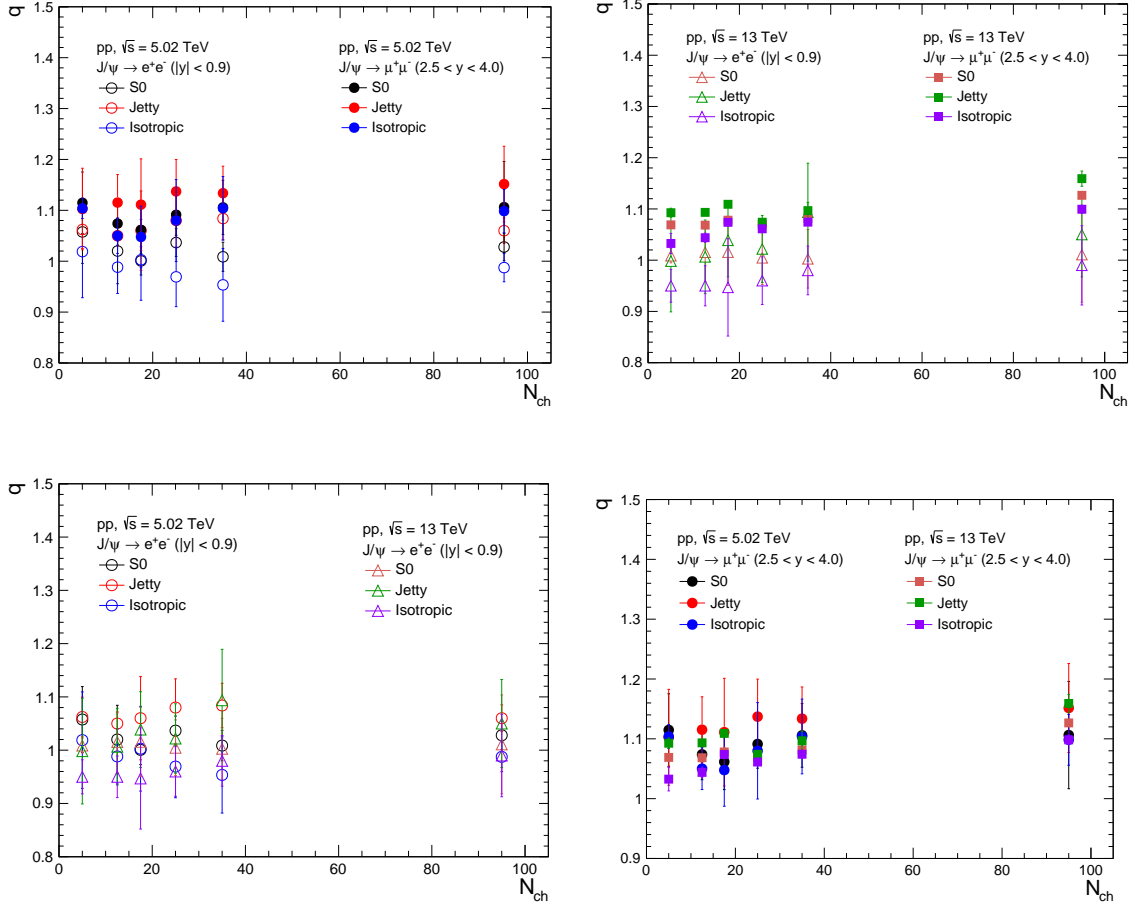 q
1.5
1.4
1.3
1.2
1.1
1
0.9
0.8
0 20 40 60 80 100
N_ch
pp, √s = 5.02 TeV
J/ψ → e⁺e⁻ (|y| < 0.9)
S0
Jetty
Isotropic
pp, √s = 5.02 TeV
J/ψ → μ⁺μ⁻ (2.5 < y < 4.0)
S0
Jetty
Isotropic
q
1.5
1.4
1.3
1.2
1.1
1
0.9
0.8
0 20 40 60 80 100
N_ch
pp, √s = 13 TeV
J/ψ → e⁺e⁻ (|y| < 0.9)
S0
Jetty
Isotropic
pp, √s = 13 TeV
J/ψ → μ⁺μ⁻ (2.5 < y < 4.0)
S0
Jetty
Isotropic
q
1.5
1.4
1.3
1.2
1.1
1
0.9
0.8
0 20 40 60 80 100
N_ch
pp, √s = 5.02 TeV
J/ψ → e⁺e⁻ (|y| < 0.9)
S0
Jetty
Isotropic
pp, √s = 13 TeV
J/ψ → e⁺e⁻ (|y| < 0.9)
S0
Jetty
Isotropic
q
1.5
1.4
1.3
1.2
1.1
1
0.9
0 20 40 60 80 100
N_ch
pp, √s = 5.02 TeV
J/ψ → μ⁺μ⁻ (2.5 < y < 4.0)
S0
Jetty
Isotropic
pp, √s = 13 TeV
J/ψ → μ⁺μ⁻ (2.5 < y < 4.0)
S0
Jetty
Isotropic